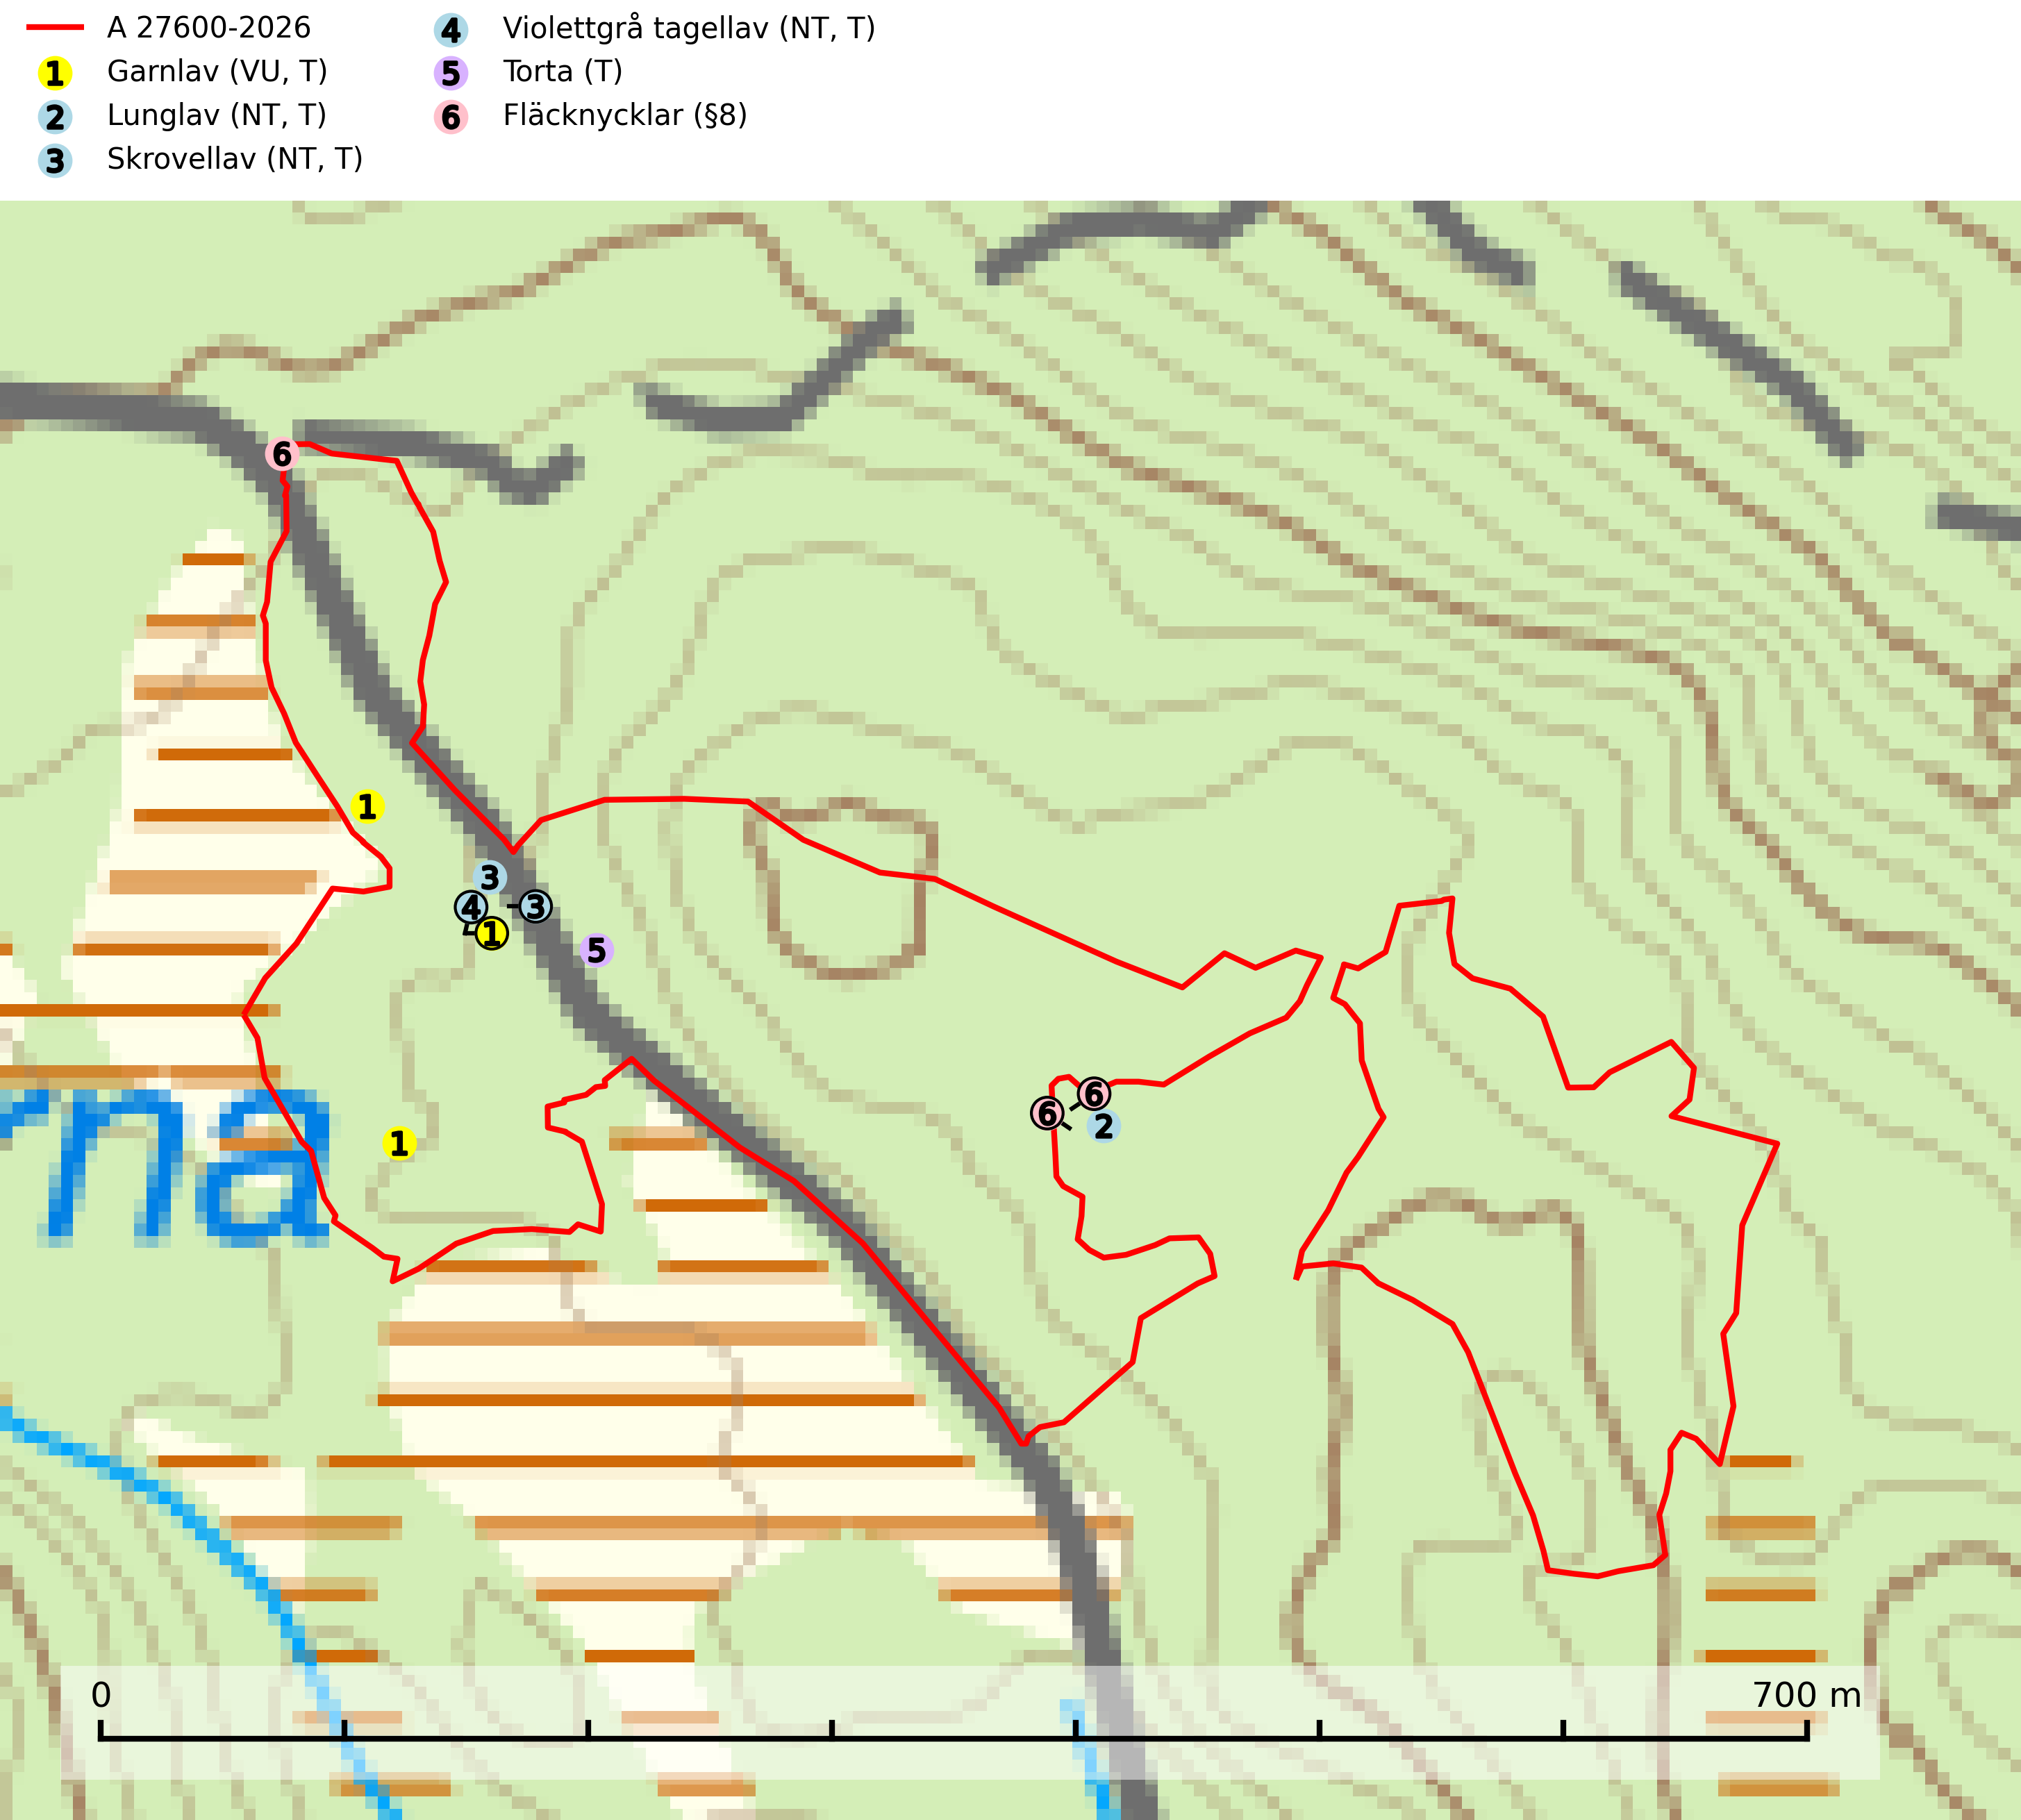 A 27600-2026
1 Garnlav (VU, T)
2 Lunglav (NT, T)
3 Skrovellav (NT, T)
4 Violettgrå tagellav (NT, T)
5 Torta (T)
6 Fläcknycklar (§8)
6
1
3
4
3
1
5
6
6
2
1
na
0
700 m